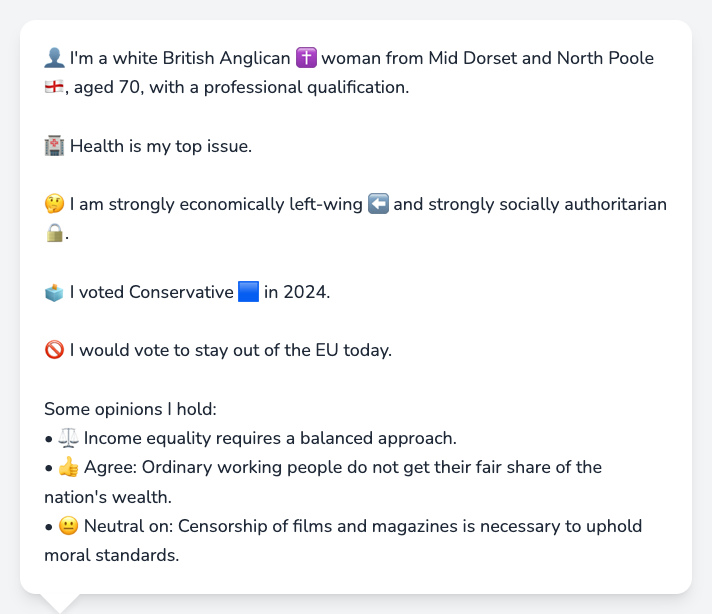 👤 I'm a white British Anglican ✝️ woman from Mid Dorset and North Poole
🏴󠁧󠁢󠁥󠁮󠁧󠁿, aged 70, with a professional qualification.
🏥 Health is my top issue.
🤔 I am strongly economically left-wing ⬅️ and strongly socially authoritarian
🔒.
🗳️ I voted Conservative 🟦 in 2024.
🚫 I would vote to stay out of the EU today.
Some opinions I hold:
• ⚖️ Income equality requires a balanced approach.
• 👍 Agree: Ordinary working people do not get their fair share of the
nation's wealth.
• 😐 Neutral on: Censorship of films and magazines is necessary to uphold
moral standards.